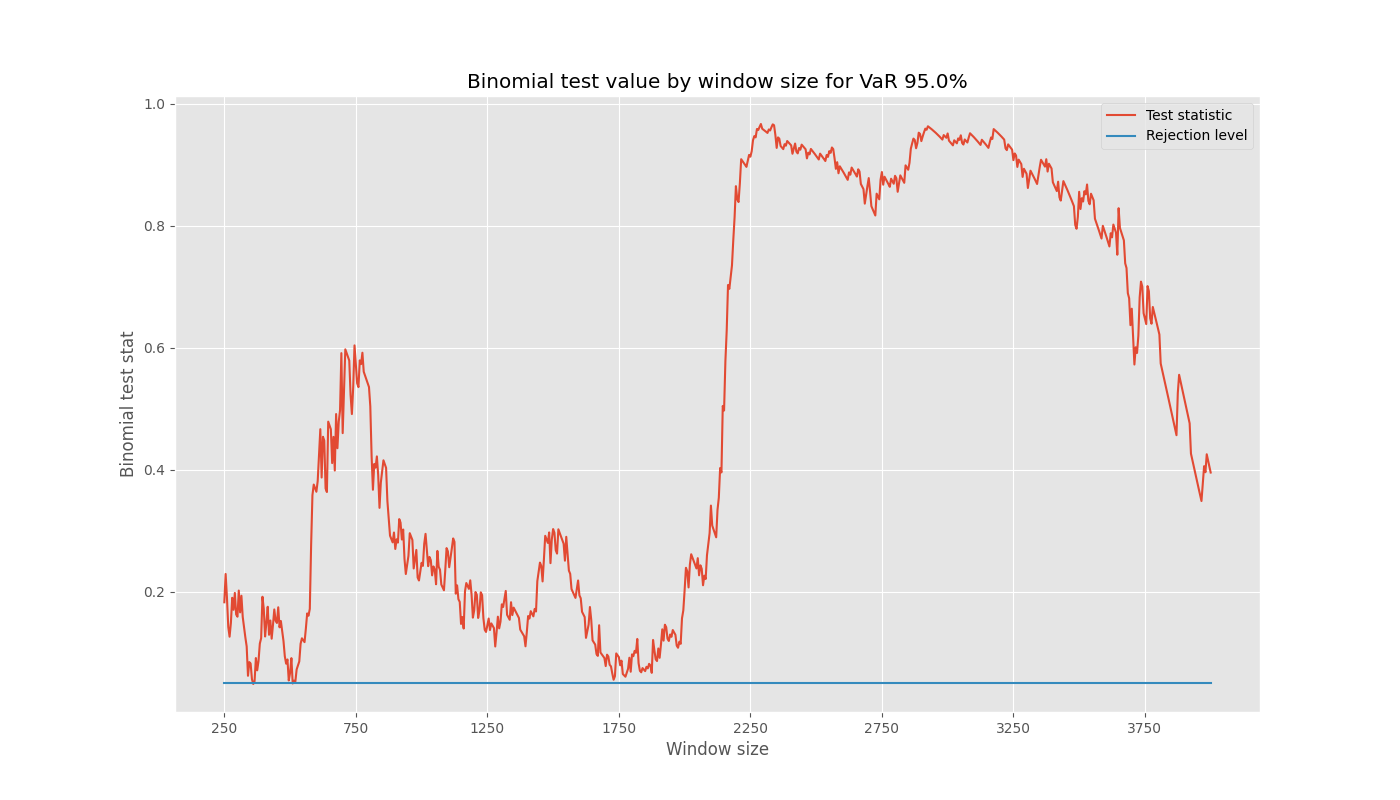 Binomial test value by window size for VaR 95.0%
Test statistic
Rejection level
Binomial test stat
1.0
0.8
0.6
0.4
0.2
250
750
1250
1750
2250
2750
3250
3750
Window size